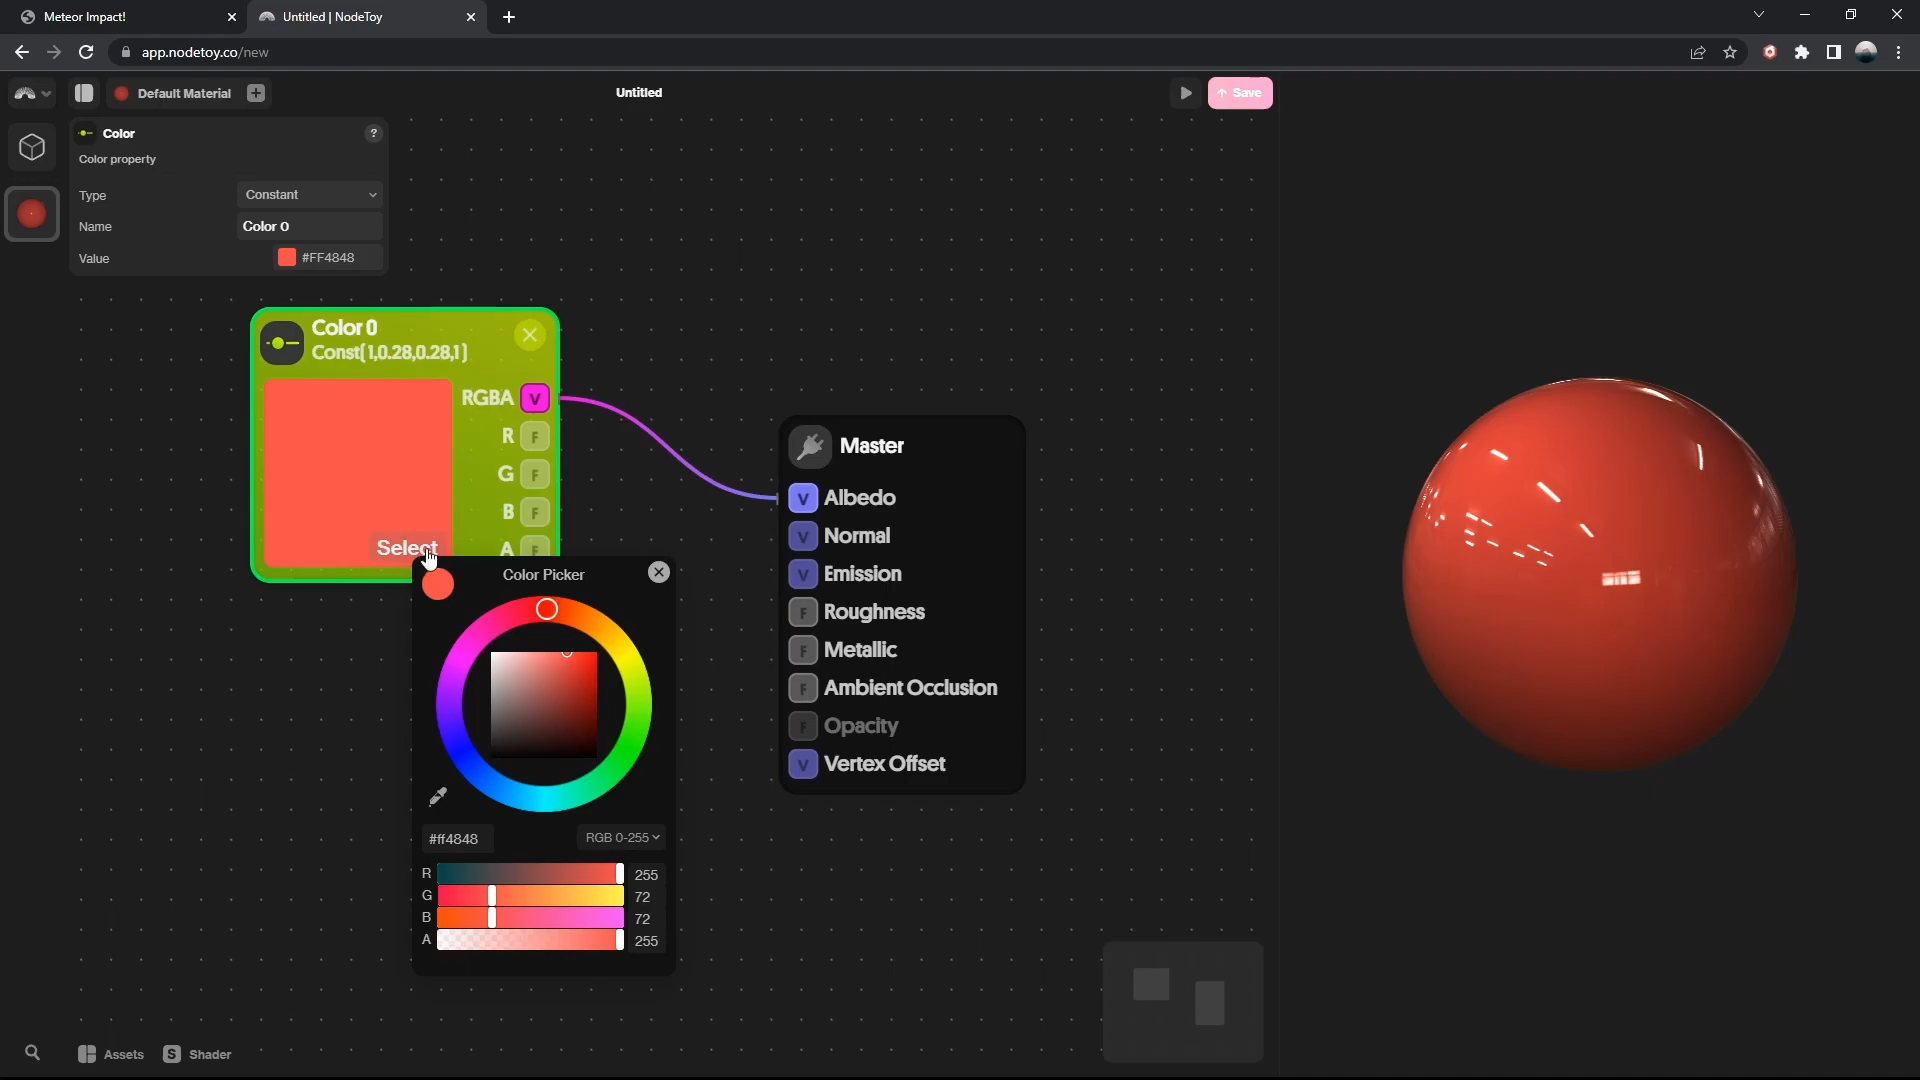 Meteor Impact!
Untitled | NodeToy
app.nodetoy.co/new
Default Material
Untitled
Save
Color
?
Color property
Type
Constant
Name
Color 0
Value
#FF4848
Color 0
Const(1,0.28,0.28,1)
RGBA V
R F
G F
B F
A F
Select
Master
V Albedo
V Normal
V Emission
F Roughness
F Metallic
F Ambient Occlusion
F Opacity
V Vertex Offset
Color Picker
#ff4848
RGB 0-255
R 255
G 72
B 72
A 255
Assets
S Shader